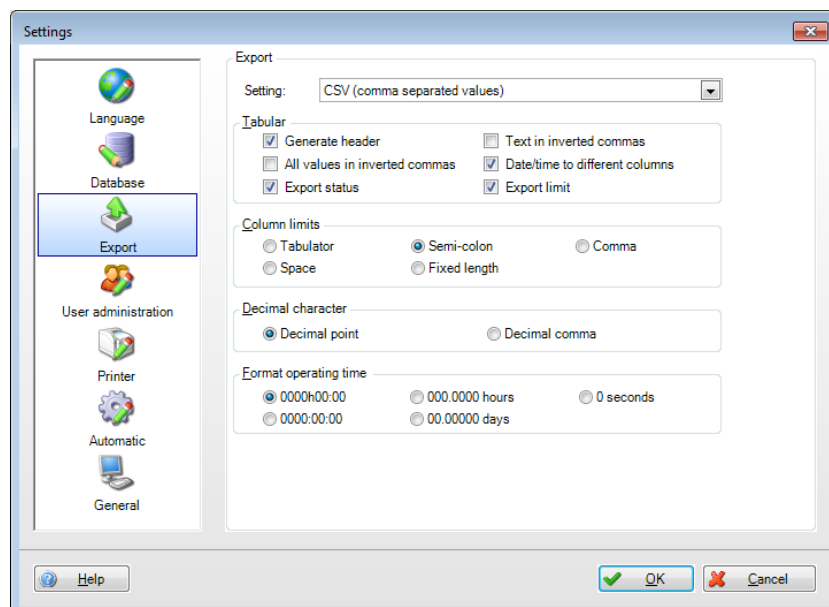 Settings
Language
Database
Export
User administration
Printer
Automatic
General
Export
Setting: CSV (comma separated values)
Tabular
Generate header Text in inverted commas
All values in inverted commas Date/time to different columns
Export status Export limit
Column limits
Tabulator Semi-colon Comma
Space Fixed length
Decimal character
Decimal point Decimal comma
Format operating time
0000h00:00 000.0000 hours 0 seconds
0000:00:00 00.00000 days
Help OK Cancel